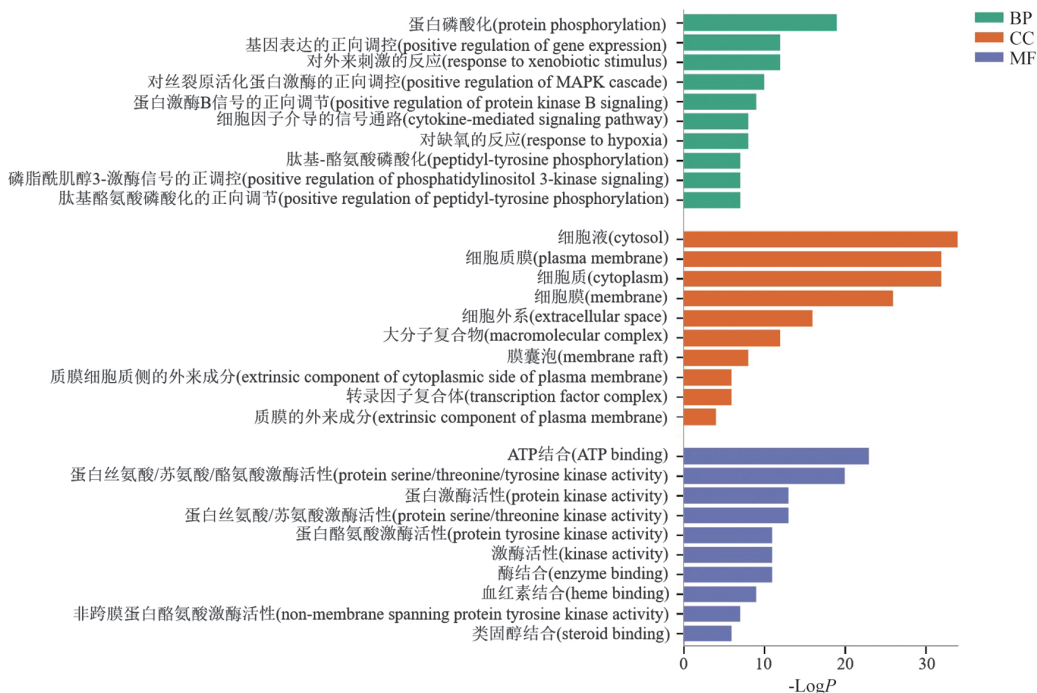 蛋白磷酸化(protein phosphorylation)
基因表达的正向调控(positive regulation of gene expression)
对外来刺激的反应(response to xenobiotic stimulus)
对丝裂原活化蛋白激酶的正向调控(positive regulation of MAPK cascade)
蛋白激酶B信号的正向调节(positive regulation of protein kinase B signaling)
细胞因子介导的信号通路(cytokine-mediated signaling pathway)
对缺氧的反应(response to hypoxia)
肽基-酪氨酸磷酸化(peptidyl-tyrosine phosphorylation)
磷脂酰肌醇3-激酶信号的正调控(positive regulation of phosphatidylinositol 3-kinase signaling)
肽基酪氨酸磷酸化的正向调节(positive regulation of peptidyl-tyrosine phosphorylation)
细胞液(cytosol)
细胞质膜(plasma membrane)
细胞质(cytoplasm)
细胞膜(membrane)
细胞外系(extracellular space)
大分子复合物(macromolecular complex)
膜囊泡(membrane raft)
质膜细胞质侧的外来成分(extrinsic component of cytoplasmic side of plasma membrane)
转录因子复合体(transcription factor complex)
质膜的外来成分(extrinsic component of plasma membrane)
ATP结合(ATP binding)
蛋白丝氨酸/苏氨酸/酪氨酸激酶活性(protein serine/threonine/tyrosine kinase activity)
蛋白激酶活性(protein kinase activity)
蛋白丝氨酸/苏氨酸激酶活性(protein serine/threonine kinase activity)
蛋白酪氨酸激酶活性(protein tyrosine kinase activity)
激酶活性(kinase activity)
酶结合(enzyme binding)
血红素结合(heme binding)
非跨膜蛋白酪氨酸激酶活性(non-membrane spanning protein tyrosine kinase activity)
类固醇结合(steroid binding)
0 10 20 30
-LogP
BP
CC
MF